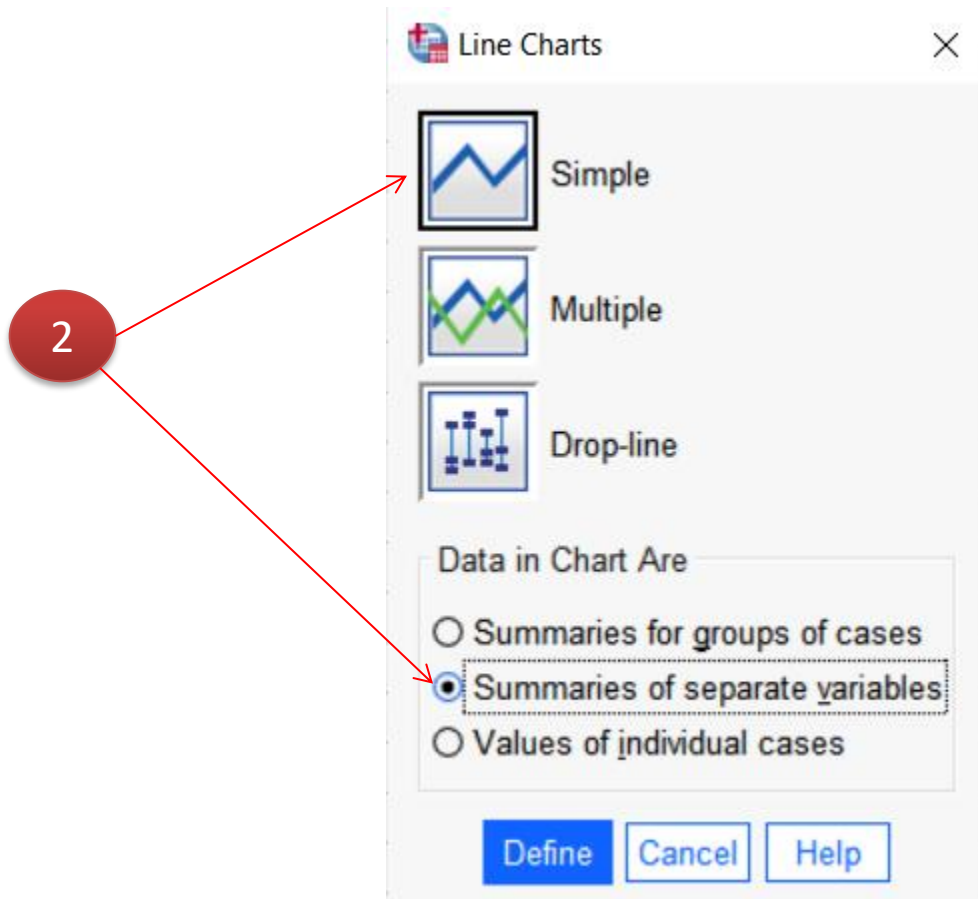 Line Charts
Simple
Multiple
2
Drop-line
Data in Chart Are
Summaries for groups of cases
Summaries of separate variables
Values of individual cases
Define Cancel Help